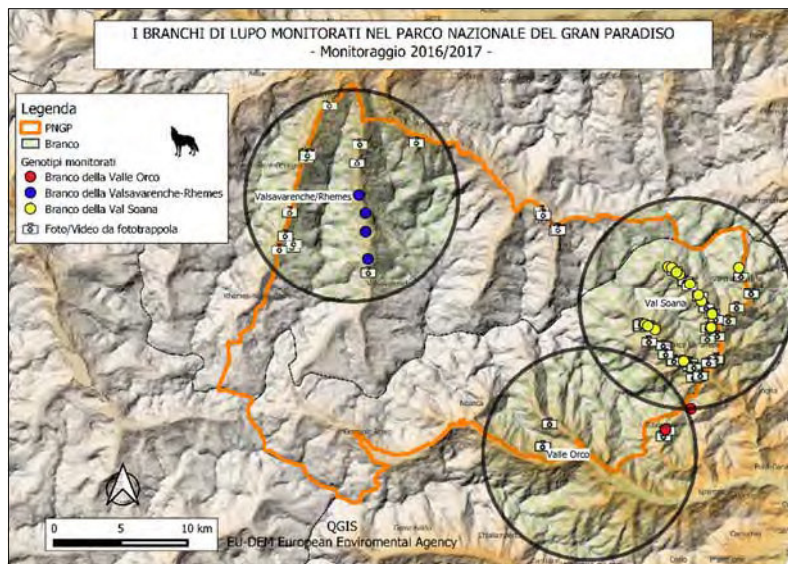 I BRANCHI DI LUPO MONITORATI NEL PARCO NAZIONALE DEL GRAN PARADISO
- Monitoraggio 2016/2017 -
Legenda
PNGP
Branco
Genotipi monitorati
Branco della Valle Orco
Branco della Valsavarenche-Rhemes
Branco della Val Soana
Foto/Video da fototrappola
Valsavarenche/Rhemes
Val Soana
Valle Orco
0 5 10 km
QGIS
EU-DEM European Enviromental Agency